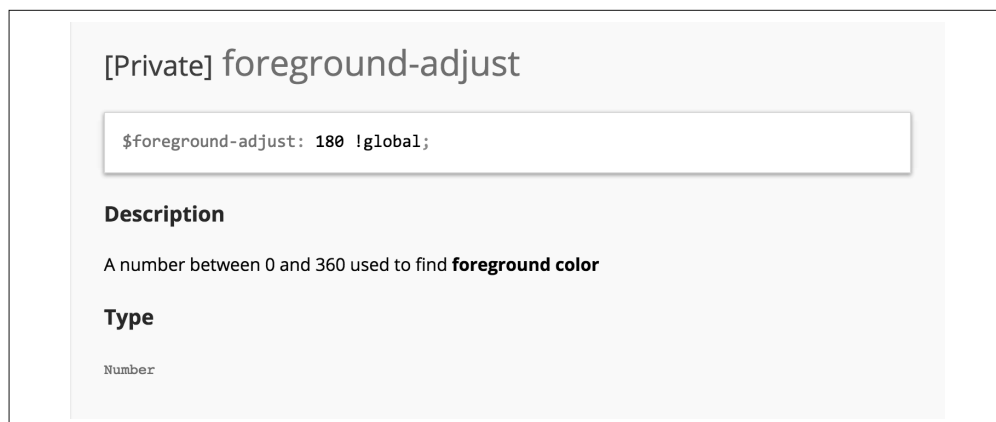 [Private] foreground-adjust
$foreground-adjust: 180 !global;
Description
A number between 0 and 360 used to find foreground color
Type
Number